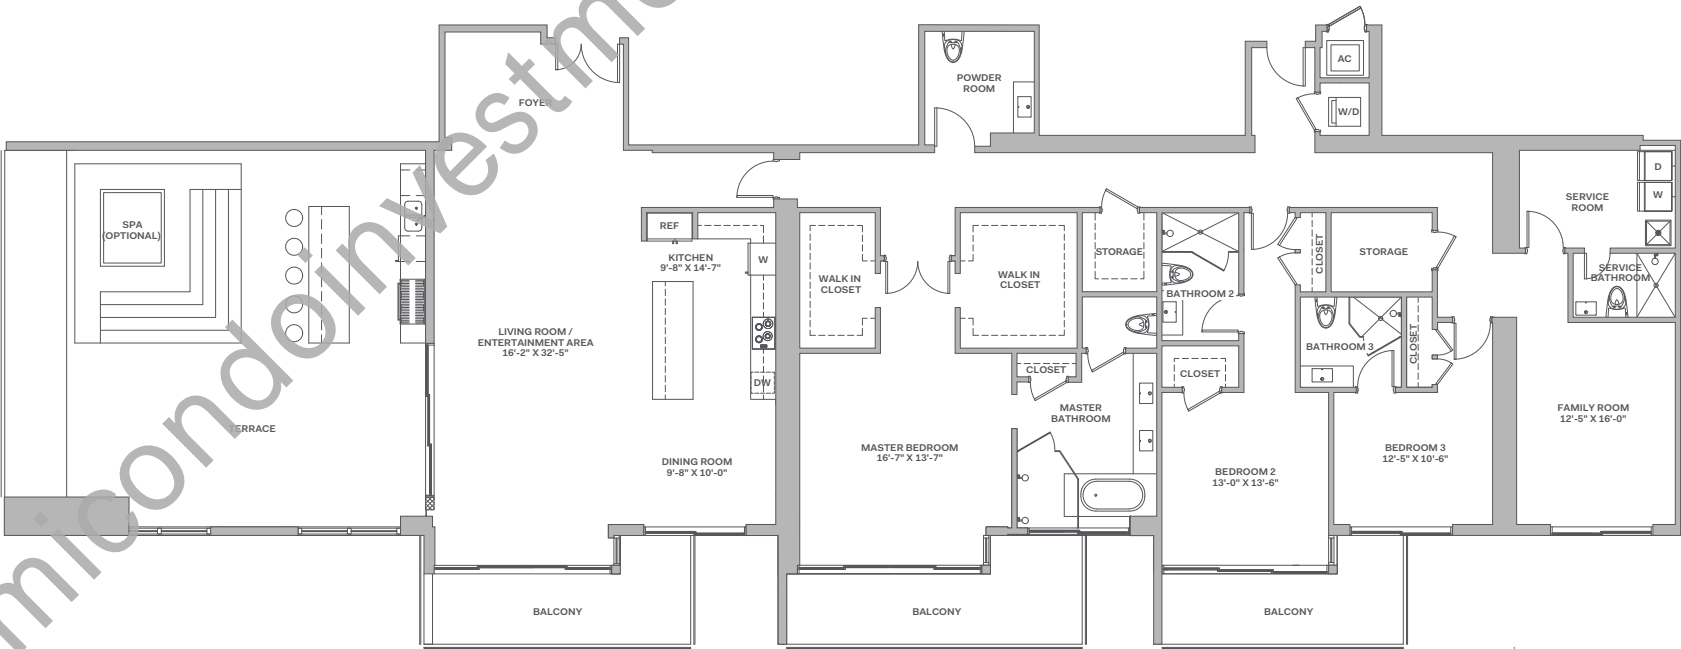 micondoinvestm
AC
W/D
POWDER
ROOM
FOYER
D
W
SERVICE
ROOM
SPA
(OPTIONAL)
REF
KITCHEN
9'-8" X 14'-7"
W
WALK IN
CLOSET
WALK IN
CLOSET
STORAGE
CLOSET
STORAGE
SERVICE
BATHROOM
BATHROOM 2
LIVING ROOM /
ENTERTAINMENT AREA
16'-2" X 32'-5"
DW
CLOSET
CLOSET
BATHROOM 3
CLOSET
TERRACE
MASTER
BATHROOM
FAMILY ROOM
12'-5" X 16'-0"
MASTER BEDROOM
16'-7" X 13'-7"
BEDROOM 3
12'-5" X 10'-6"
DINING ROOM
9'-8" X 10'-0"
BEDROOM 2
13'-0" X 13'-6"
BALCONY
BALCONY
BALCONY